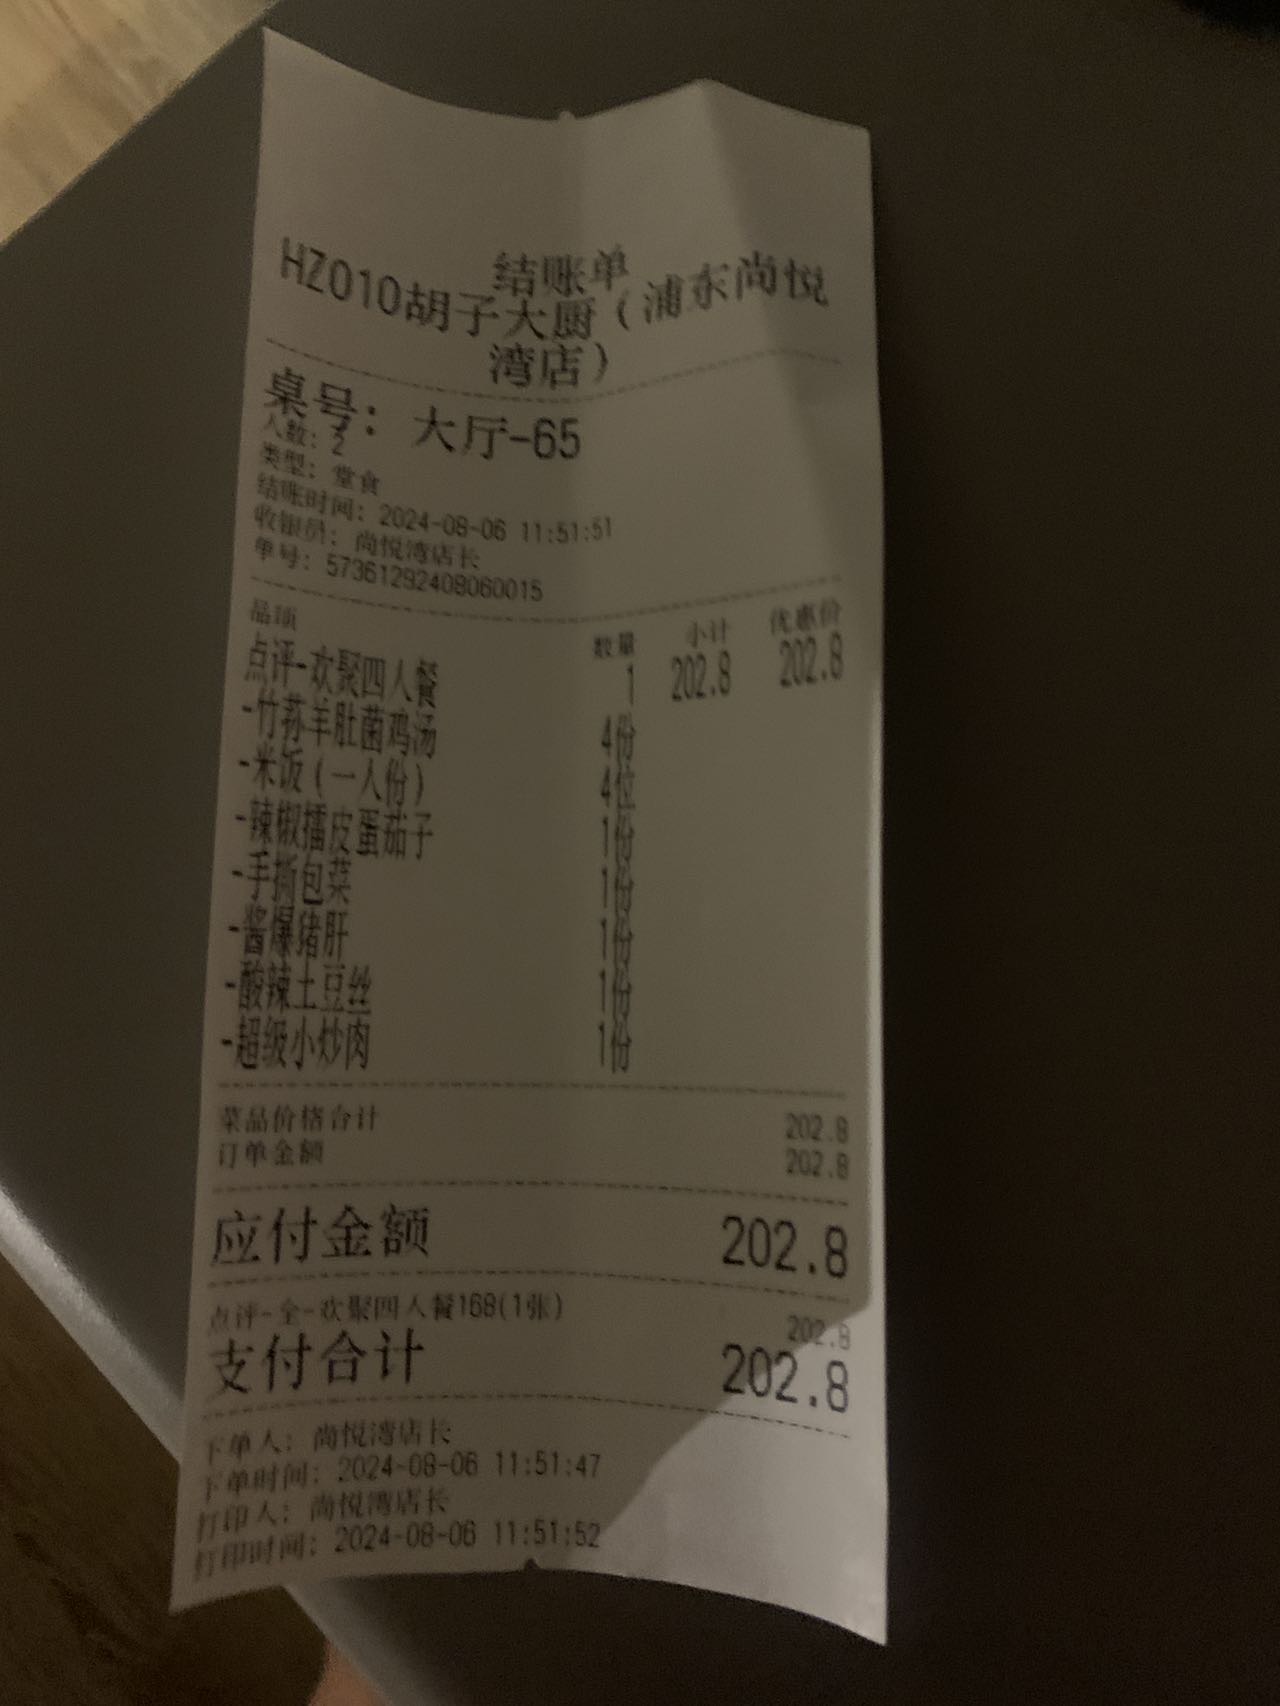 结账单
HZ010胡子大厨（浦东尚悦
湾店）
桌号：大厅-65
人数：2
类型：堂食
结账时间：2024-08-06 11:51:51
收银员：尚悦湾店长
单号：57361292408060015
品项 数量 小计 优惠价
点评-欢聚四人餐 1 202.8 202.8
-竹荪羊肚菌鸡汤 4份
-米饭（一人份） 4位
-辣椒擂皮蛋茄子 1份
-手撕包菜 1份
-酱爆猪肝 1份
-酸辣土豆丝 1份
-超级小炒肉 1份
菜品价格合计 202.8
订单金额 202.8
应付金额 202.8
点评-全-欢聚四人餐168(1张) 202.8
支付合计 202.8
下单人：尚悦湾店长
下单时间：2024-08-06 11:51:47
打印人：尚悦湾店长
打印时间：2024-08-06 11:51:52